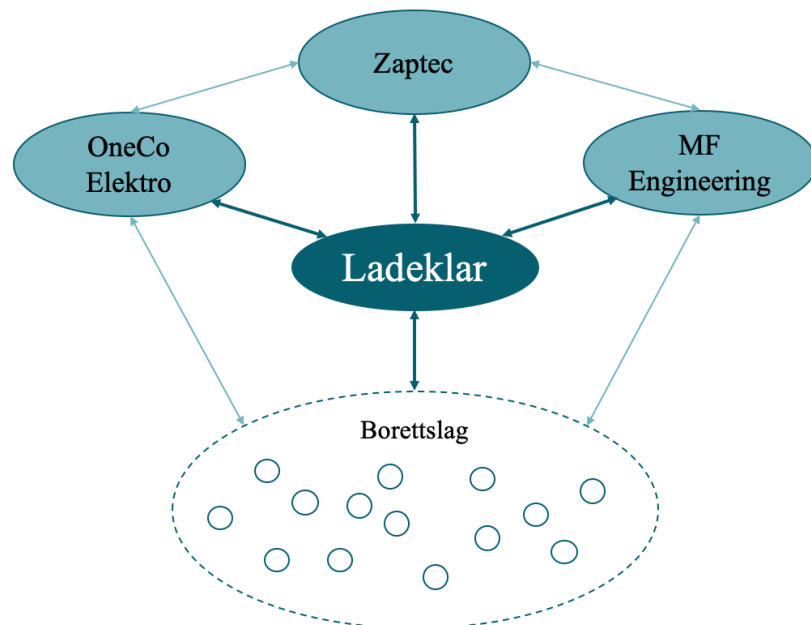 Zaptec
OneCo
Elektro
MF
Engineering
Ladeklar
Borettslag